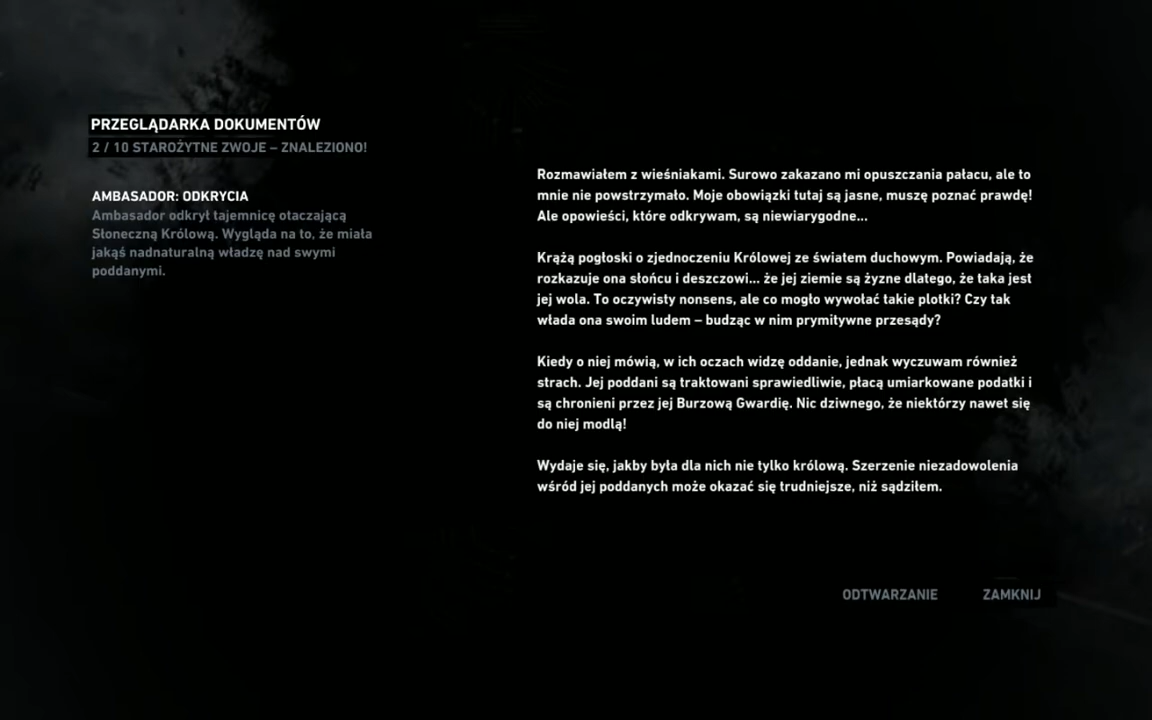 PRZEGLĄDARKA DOKUMENTÓW
2 / 10 STAROŻYTNE ZWOJE – ZNALEZIONO!
AMBASADOR: ODKRYCIA
Ambasador odkrył tajemnicę otaczającą
Słoneczną Królową. Wygląda na to, że miała
jakąś nadnaturalną władzę nad swymi
poddanymi.
Rozmawiałem z wieśniakami. Surowo zakazano mi opuszczania pałacu, ale to
mnie nie powstrzymało. Moje obowiązki tutaj są jasne, muszę poznać prawdę!
Ale opowieści, które odkrywam, są niewiarygodne...
Krążą pogłoski o zjednoczeniu Królowej ze światem duchowym. Powiadają, że
rozkazuje ona słońcu i deszczowi... że jej ziemie są żyzne dlatego, że taka jest
jej wola. To oczywisty nonsens, ale co mogło wywołać takie plotki? Czy tak
włada ona swoim ludem – budząc w nim prymitywne przesądy?
Kiedy o niej mówią, w ich oczach widzę oddanie, jednak wyczuwam również
strach. Jej poddani są traktowani sprawiedliwie, płacą umiarkowane podatki i
są chronieni przez jej Burzową Gwardię. Nic dziwnego, że niektórzy nawet się
do niej modlą!
Wydaje się, jakby była dla nich nie tylko królową. Szerzenie niezadowolenia
wśród jej poddanych może okazać się trudniejsze, niż sądziłem.
ODTWARZANIE ZAMKNIJ